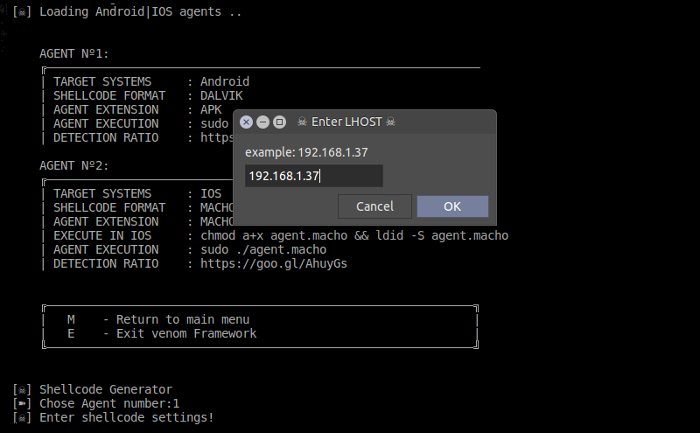 [☠] Loading Android|IOS agents ..
AGENT Nº1:
TARGET SYSTEMS : Android
SHELLCODE FORMAT : DALVIK
AGENT EXTENSION : APK
AGENT EXECUTION : sudo
DETECTION RATIO : https
☠ Enter LHOST ☠
example: 192.168.1.37
192.168.1.37
Cancel OK
AGENT Nº2:
TARGET SYSTEMS : IOS
SHELLCODE FORMAT : MACHO
AGENT EXTENSION : MACHO
EXECUTE IN IOS : chmod a+x agent.macho && ldid -S agent.macho
AGENT EXECUTION : sudo ./agent.macho
DETECTION RATIO : https://goo.gl/AhuyGs
M - Return to main menu
E - Exit venom Framework
[☠] Shellcode Generator
[➽] Chose Agent number:1
[☠] Enter shellcode settings!